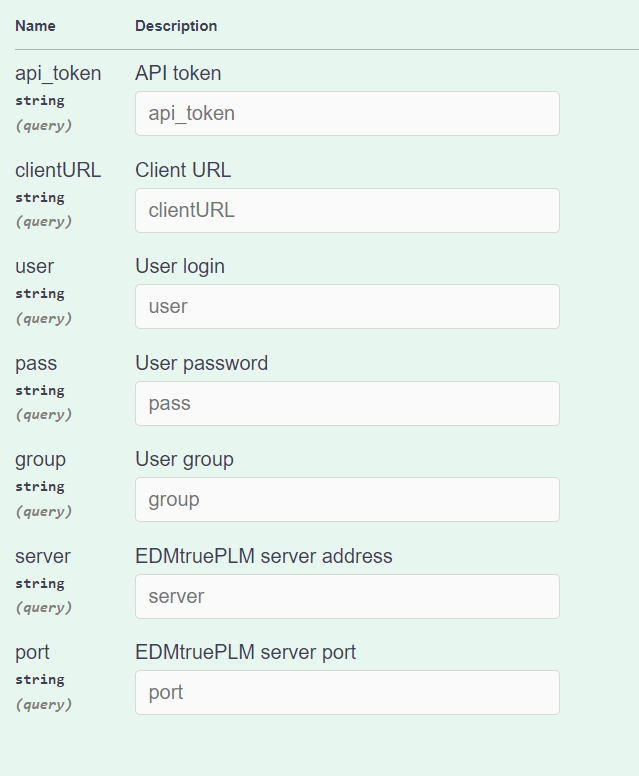 Name Description
api_token API token
string
api_token
(query)
clientURL Client URL
string
clientURL
(query)
user User login
string
user
(query)
pass User password
string
pass
(query)
group User group
string
group
(query)
server EDMtruePLM server address
string
server
(query)
port EDMtruePLM server port
string
port
(query)